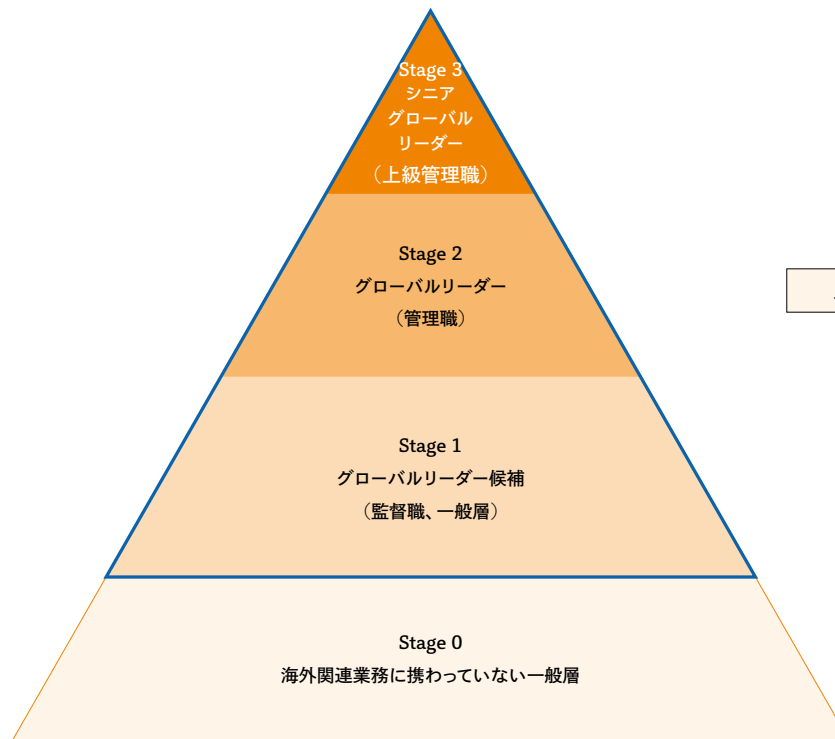 Stage 3
シニア
グローバル
リーダー
（上級管理職）
Stage 2
グローバルリーダー
（管理職）
Stage 1
グローバルリーダー候補
（監督職、一般層）
Stage 0
海外関連業務に携わっていない一般層